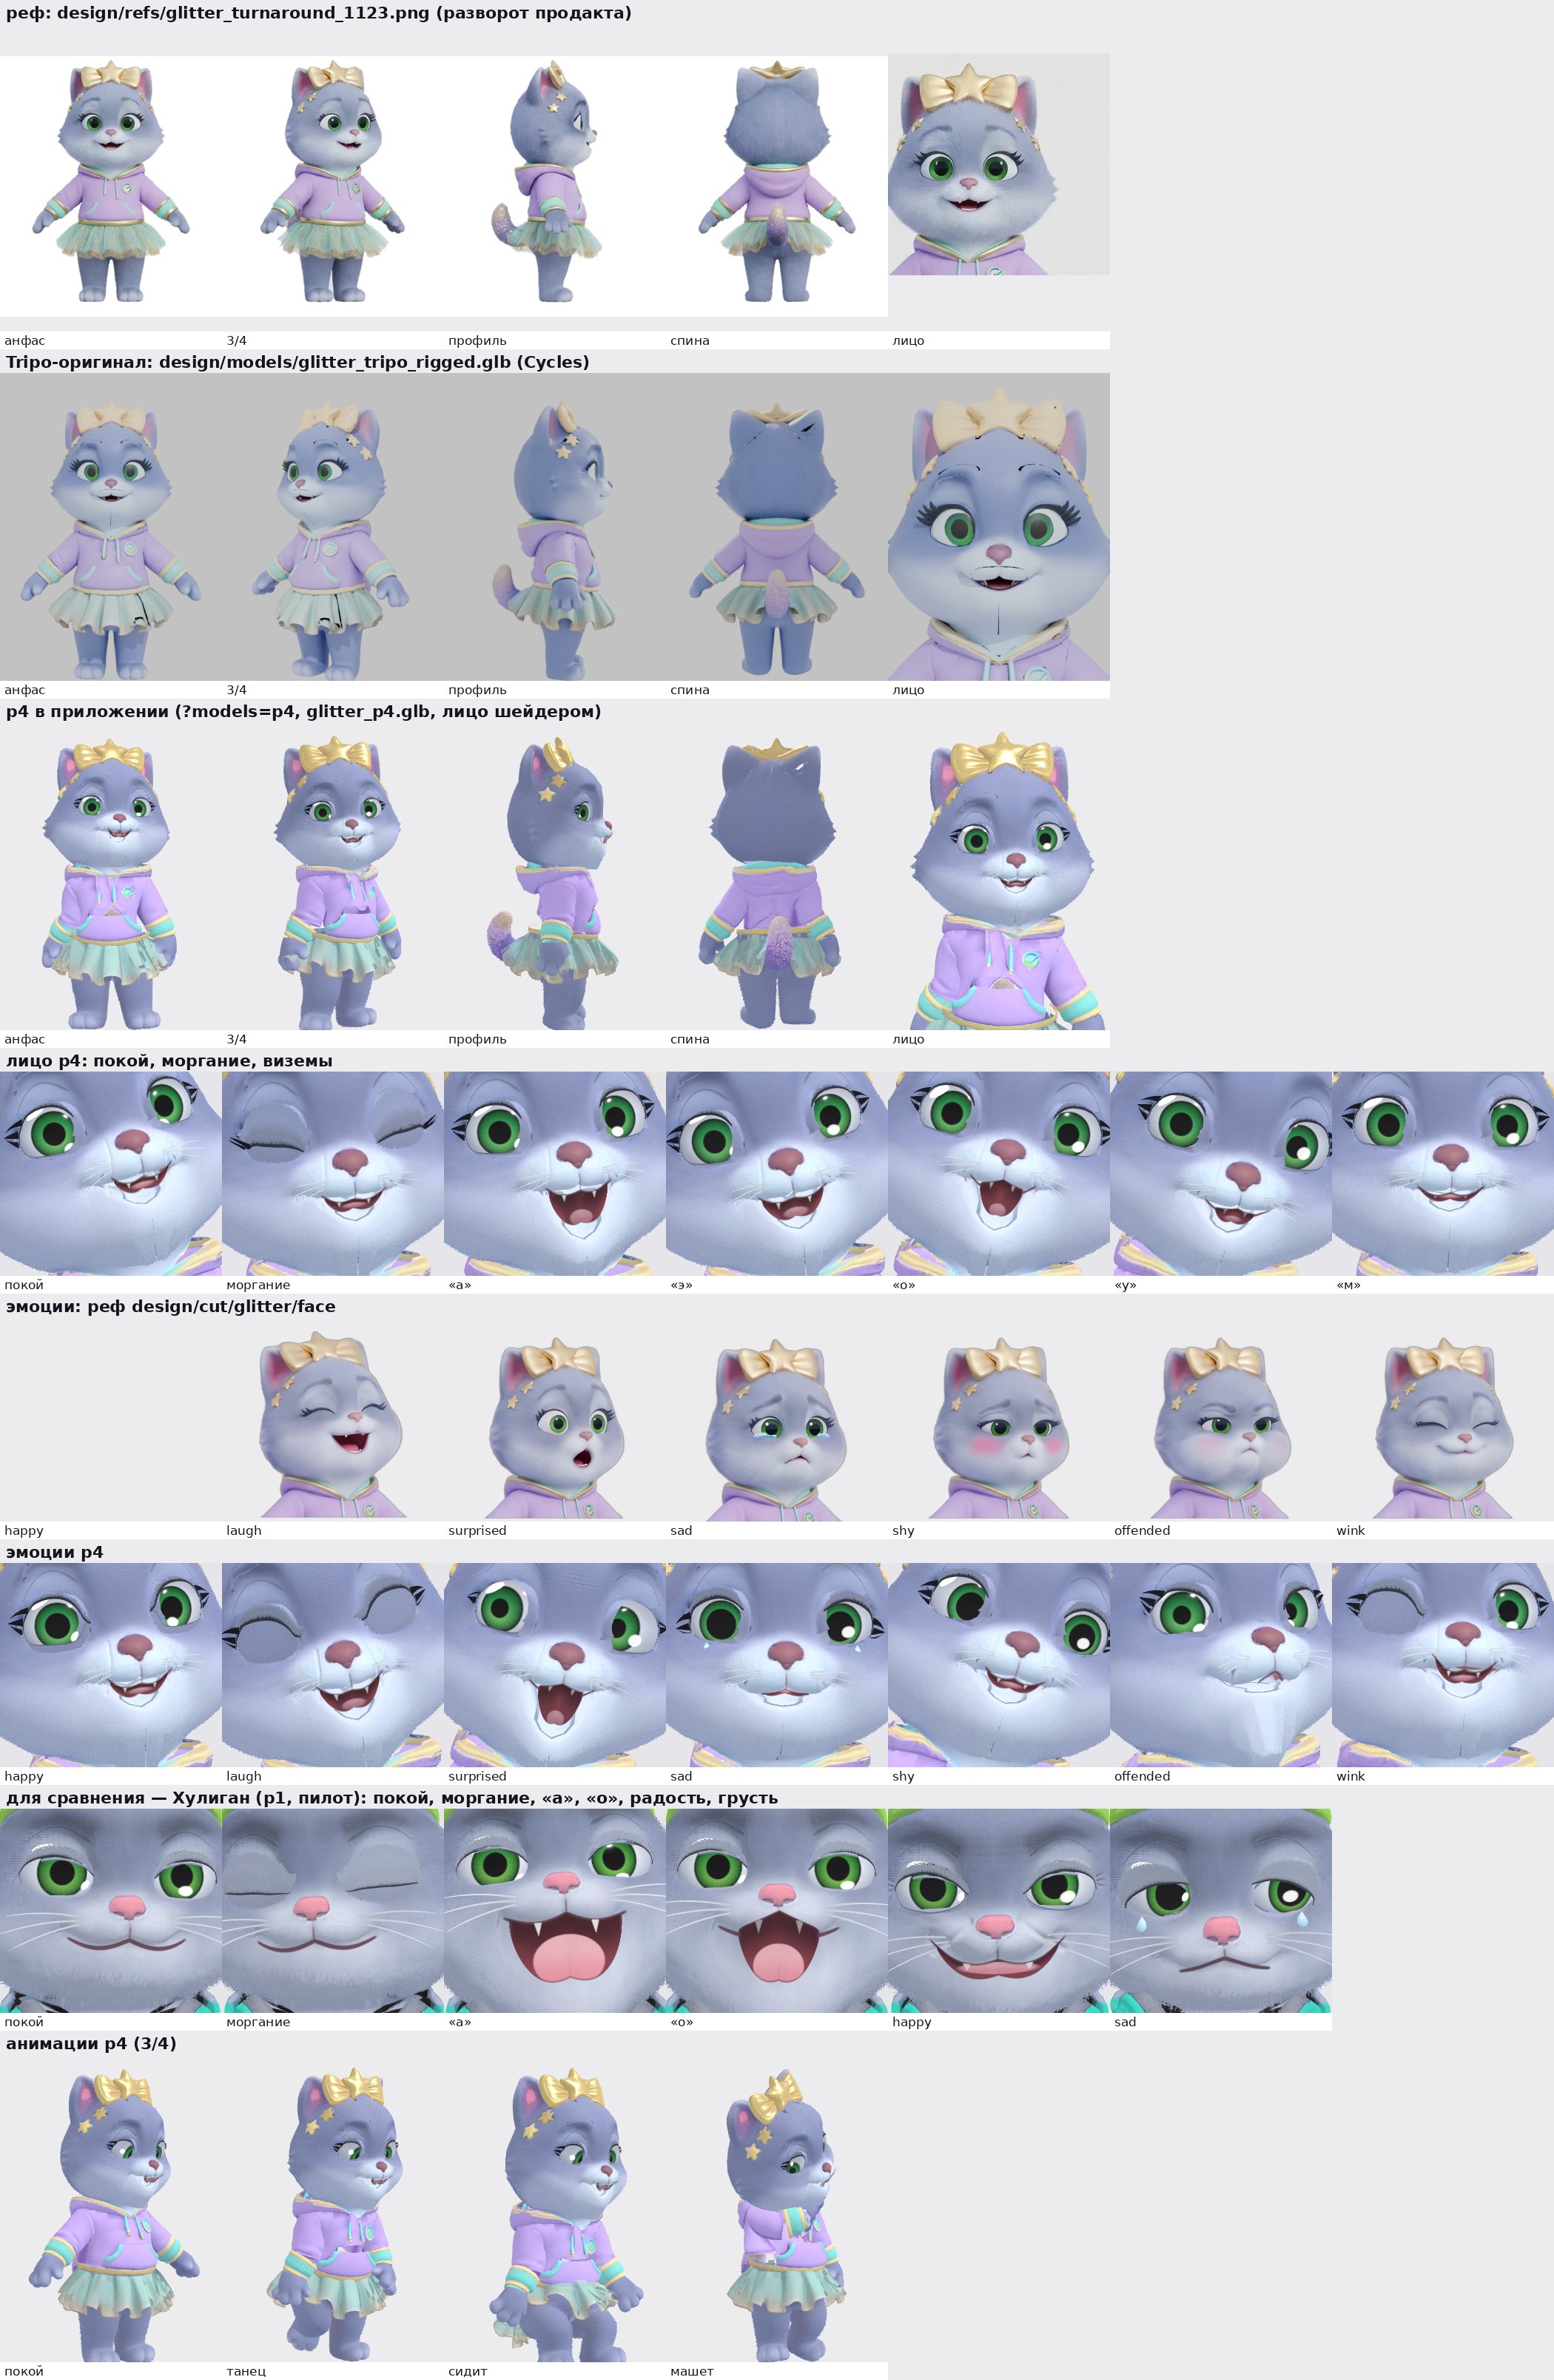 реф: design/refs/glitter_turnaround_1123.png (разворот продакта)
анфас 3/4 профиль спина лицо
Tripo-оригинал: design/models/glitter_tripo_rigged.glb (Cycles)
анфас 3/4 профиль спина лицо
p4 в приложении (?models=p4, glitter_p4.glb, лицо шейдером)
анфас 3/4 профиль спина лицо
лицо p4: покой, моргание, виземы
покой моргание «а» «э» «о» «у» «м»
эмоции: реф design/cut/glitter/face
happy laugh surprised sad shy offended wink
эмоции p4
happy laugh surprised sad shy offended wink
для сравнения — Хулиган (p1, пилот): покой, моргание, «а», «о», радость, грусть
покой моргание «а» «о» happy sad
анимации p4 (3/4)
покой танец сидит машет